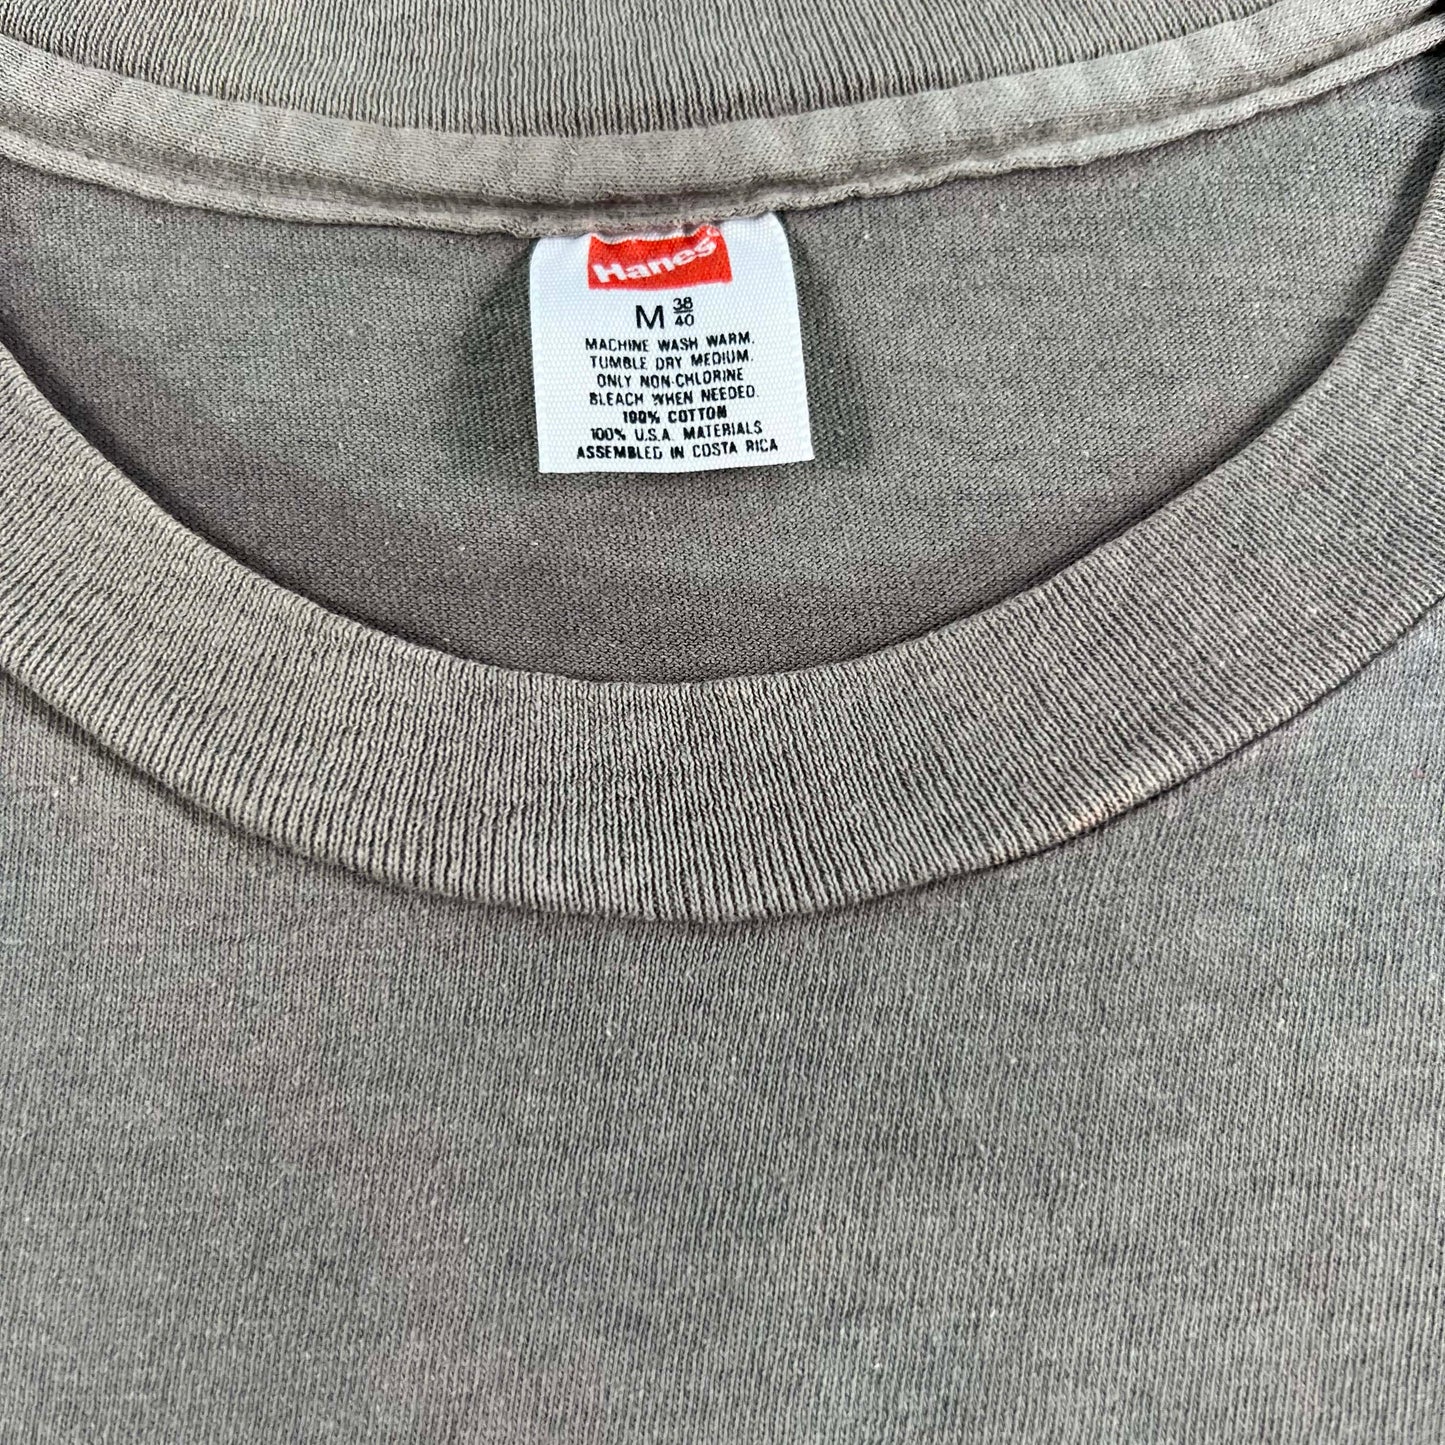 Hanes
M 38/40
MACHINE WASH WARM.
TUMBLE DRY MEDIUM.
ONLY NON-CHLORINE
BLEACH WHEN NEEDED.
100% COTTON
100% U.S.A. MATERIALS
ASSEMBLED IN COSTA RICA